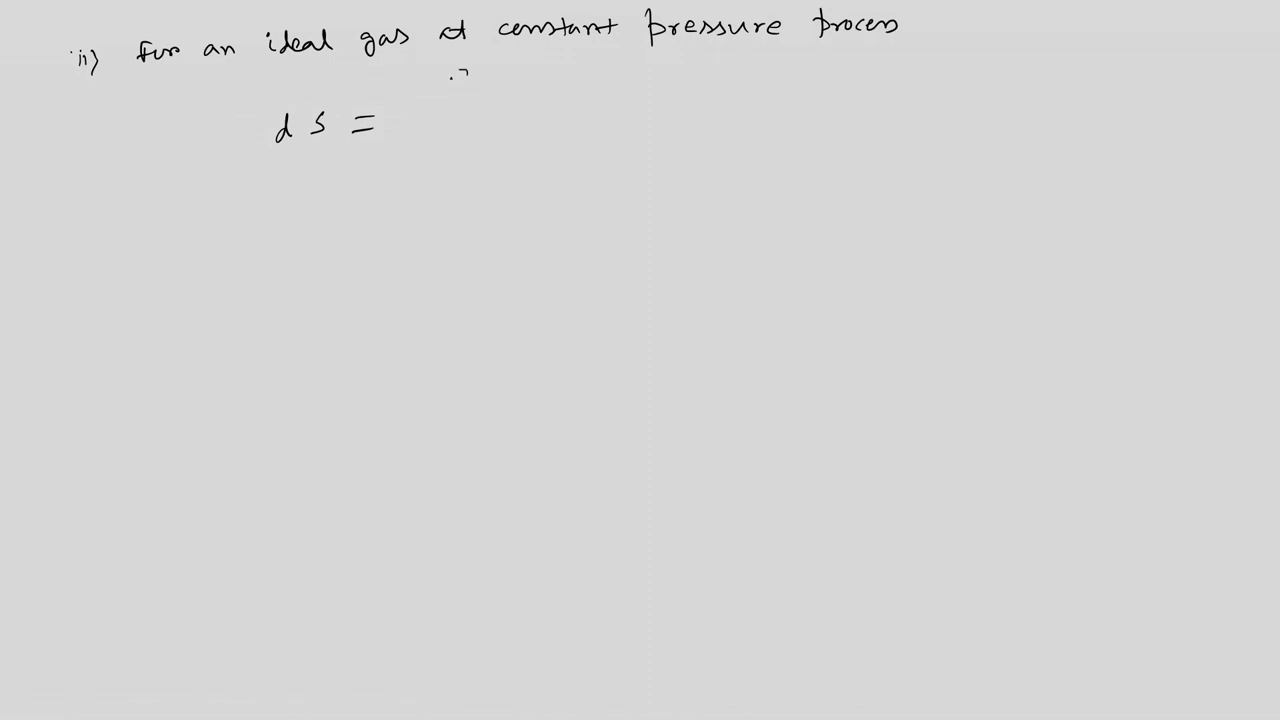 ii) For an ideal gas at constant pressure process
dS =